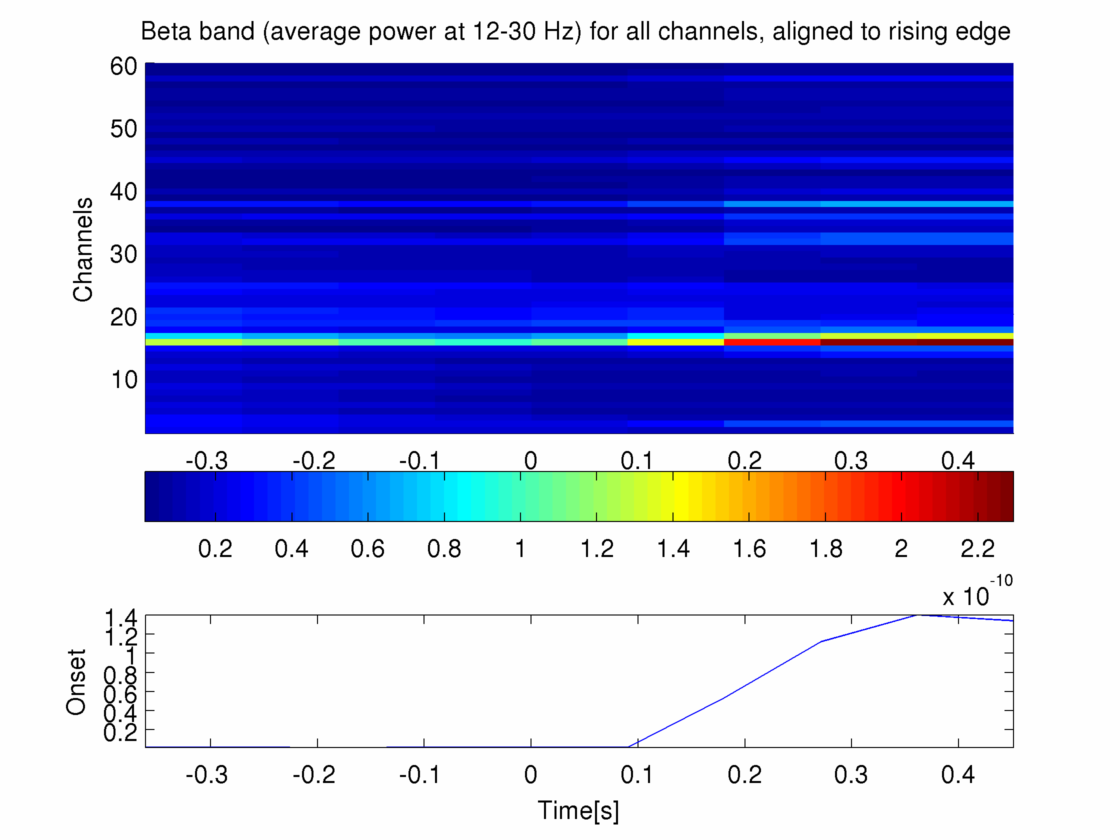 Beta band (average power at 12-30 Hz) for all channels, aligned to rising edge
60
50
40
30
20
10
Channels
-0.3 -0.2 -0.1 0 0.1 0.2 0.3 0.4
0.2 0.4 0.6 0.8 1 1.2 1.4 1.6 1.8 2 2.2
x 10^-10
1.4
1.2
1
0.8
0.6
0.4
0.2
Onset
-0.3 -0.2 -0.1 0 0.1 0.2 0.3 0.4
Time[s]